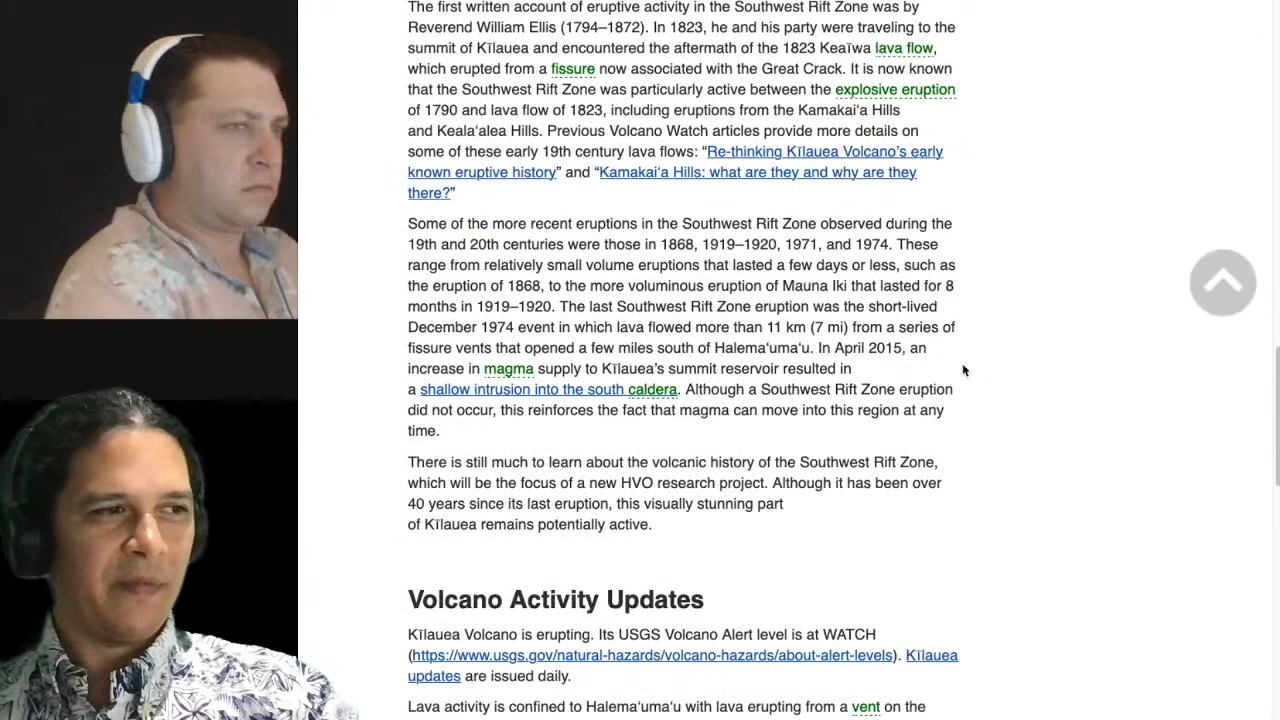 The first written account of eruptive activity in the Southwest Rift Zone was by
Reverend William Ellis (1794–1872). In 1823, he and his party were traveling to the
summit of Kīlauea and encountered the aftermath of the 1823 Keaīwa lava flow,
which erupted from a fissure now associated with the Great Crack. It is now known
that the Southwest Rift Zone was particularly active between the explosive eruption
of 1790 and lava flow of 1823, including eruptions from the Kamakaiʻa Hills
and Kealaʻalea Hills. Previous Volcano Watch articles provide more details on
some of these early 19th century lava flows: “Re-thinking Kīlauea Volcano’s early
known eruptive history” and “Kamakaiʻa Hills: what are they and why are they
there?”
Some of the more recent eruptions in the Southwest Rift Zone observed during the
19th and 20th centuries were those in 1868, 1919–1920, 1971, and 1974. These
range from relatively small volume eruptions that lasted a few days or less, such as
the eruption of 1868, to the more voluminous eruption of Mauna Iki that lasted for 8
months in 1919–1920. The last Southwest Rift Zone eruption was the short-lived
December 1974 event in which lava flowed more than 11 km (7 mi) from a series of
fissure vents that opened a few miles south of Halemaʻumaʻu. In April 2015, an
increase in magma supply to Kīlauea’s summit reservoir resulted in
a shallow intrusion into the south caldera. Although a Southwest Rift Zone eruption
did not occur, this reinforces the fact that magma can move into this region at any
time.
There is still much to learn about the volcanic history of the Southwest Rift Zone,
which will be the focus of a new HVO research project. Although it has been over
40 years since its last eruption, this visually stunning part
of Kīlauea remains potentially active.
Volcano Activity Updates
Kīlauea Volcano is erupting. Its USGS Volcano Alert level is at WATCH
(https://www.usgs.gov/natural-hazards/volcano-hazards/about-alert-levels). Kīlauea
updates are issued daily.
Lava activity is confined to Halemaʻumaʻu with lava erupting from a vent on the